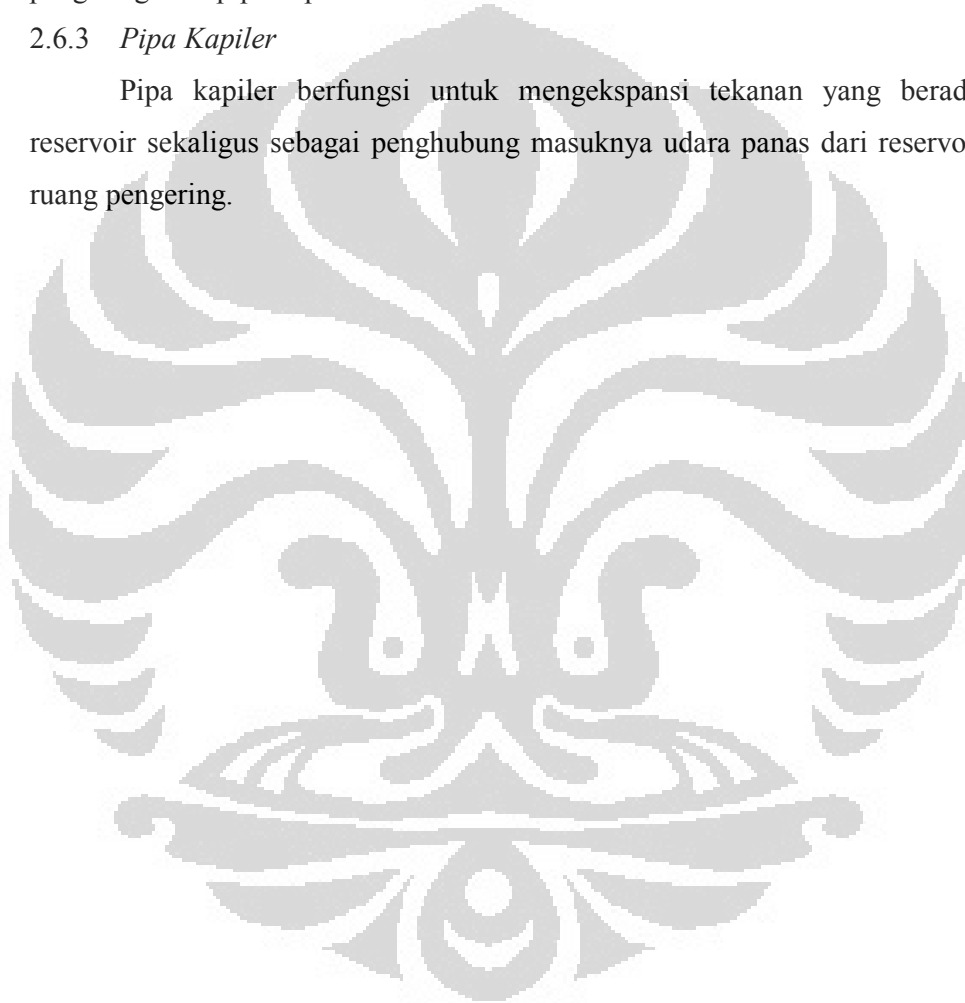 2.6.3 Pipa Kapiler
Pipa kapiler berfungsi untuk mengekspansi tekanan yang berad
reservoir sekaligus sebagai penghubung masuknya udara panas dari reservo
ruang pengering.